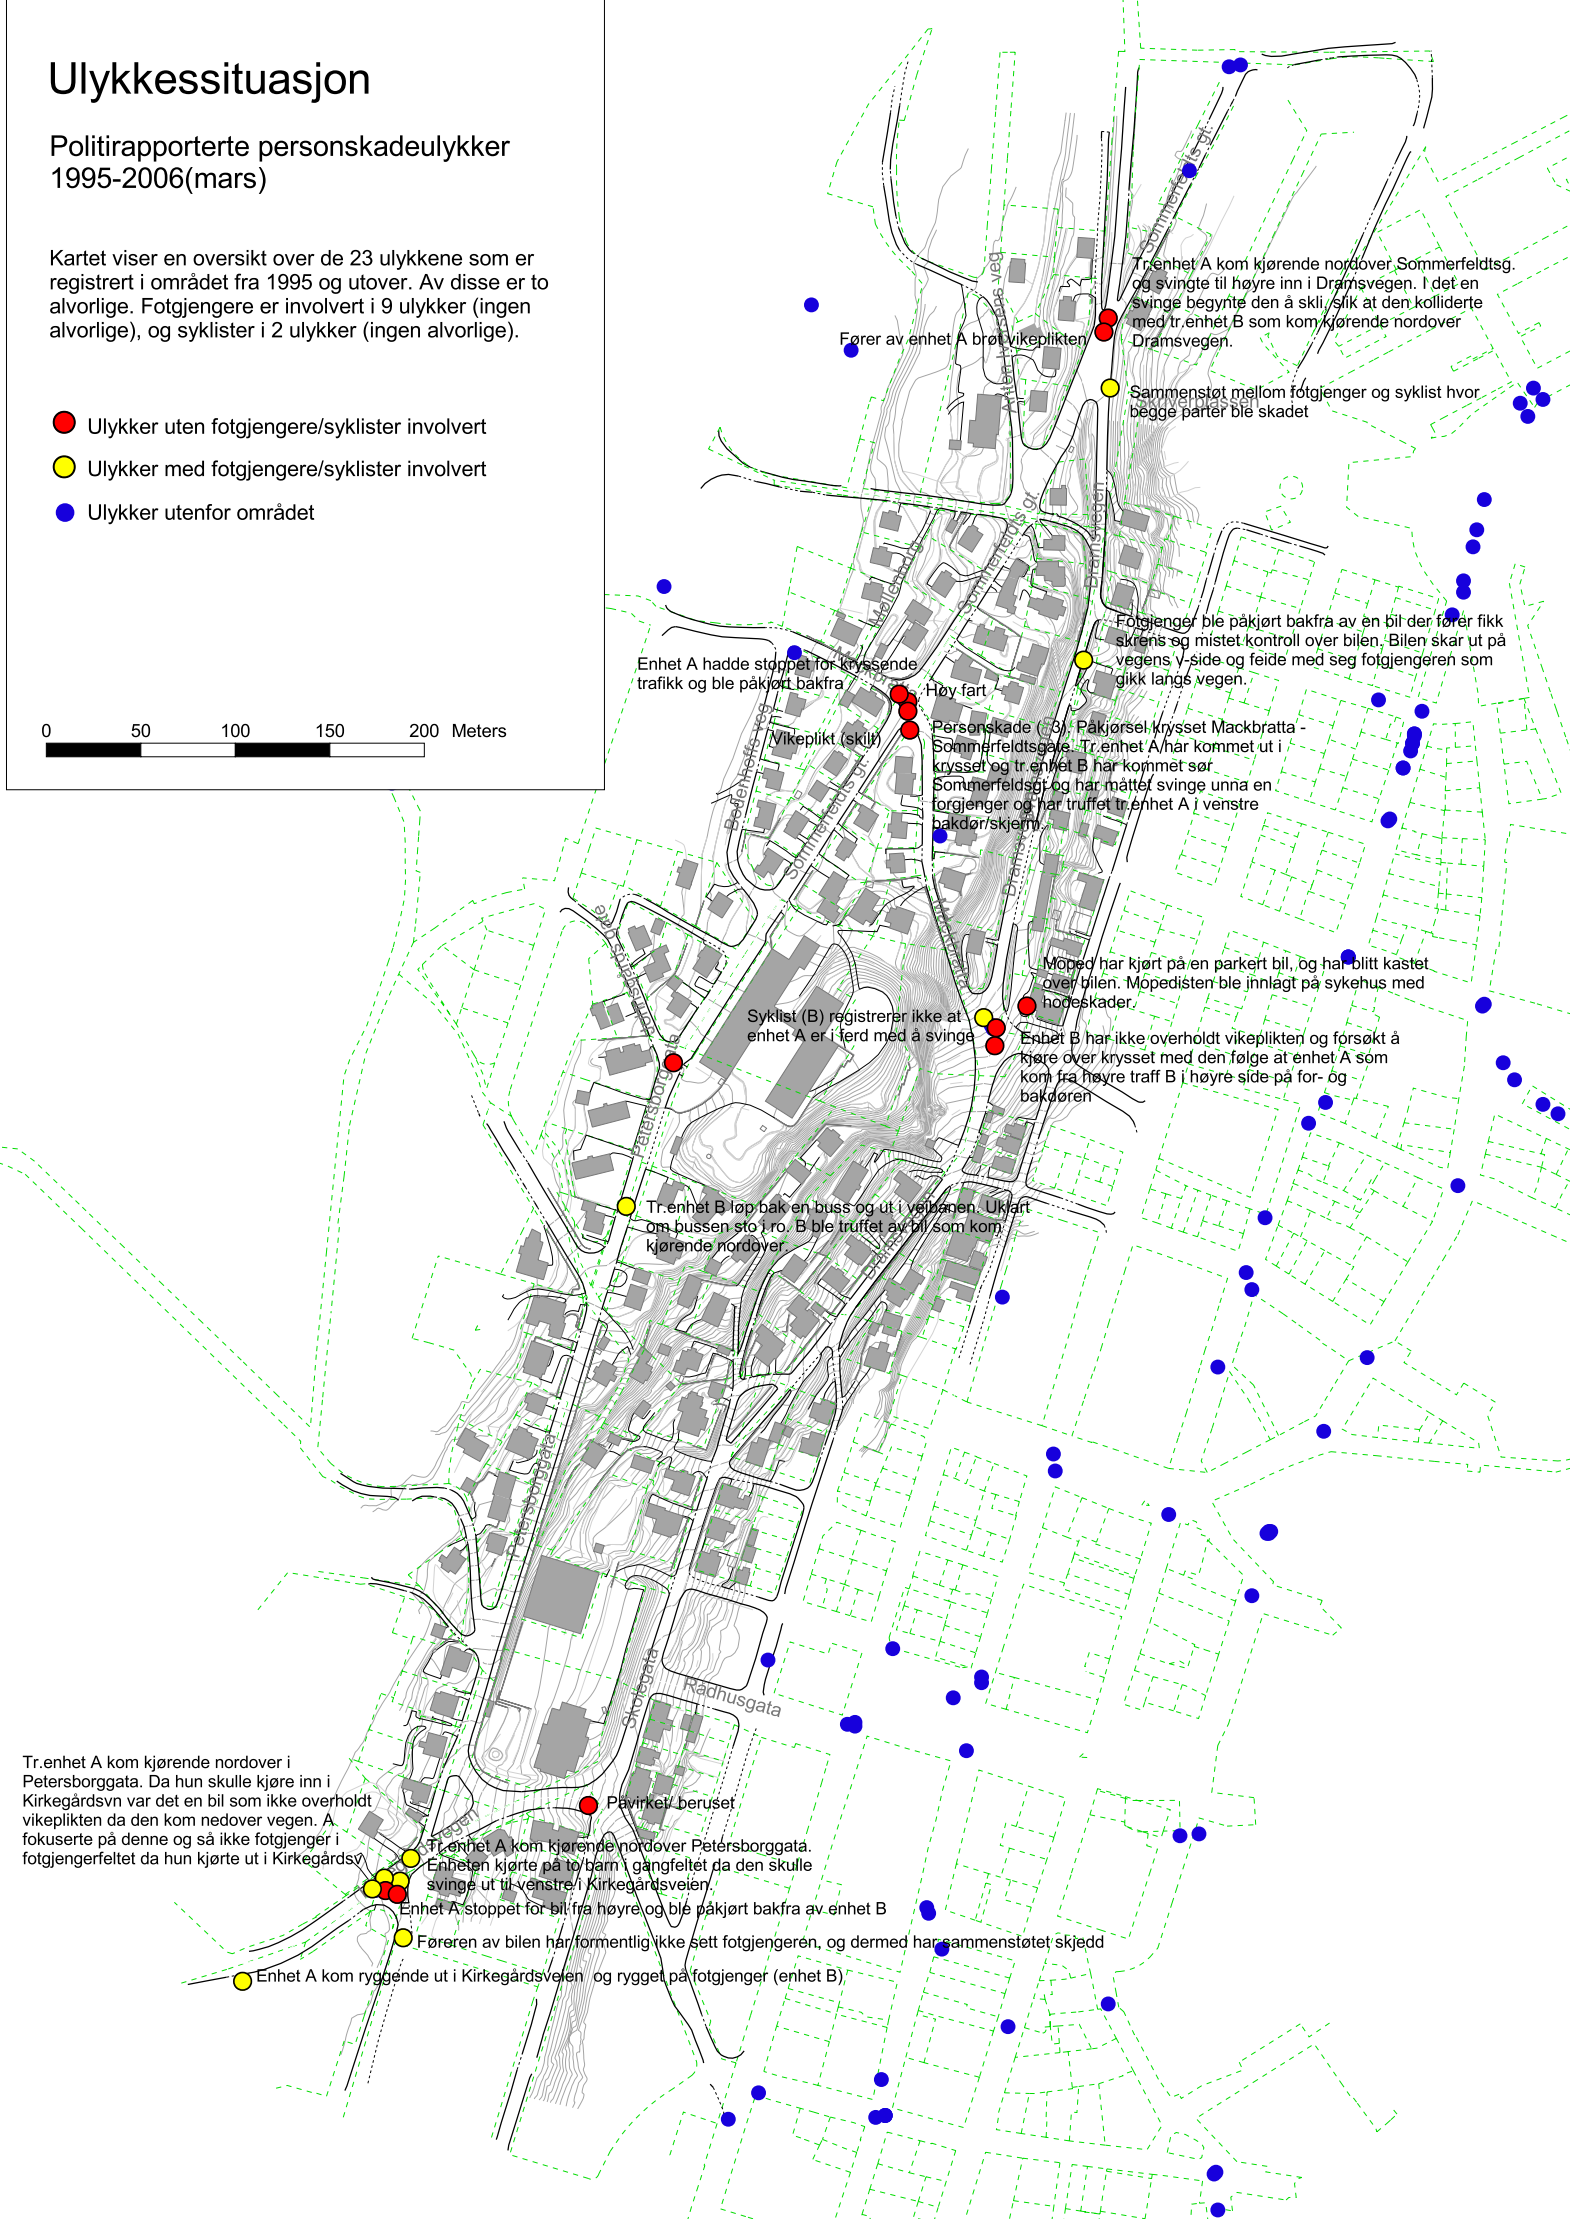 Ulykkessituasjon
Politirapporterte personskadeulykker
1995-2006(mars)
Kartet viser en oversikt over de 23 ulykkene som er
registrert i området fra 1995 og utover. Av disse er to
alvorlige. Fotgjengere er involvert i 9 ulykker (ingen
alvorlige), og syklister i 2 ulykker (ingen alvorlige).
Ulykker uten fotgjengere/syklister involvert
Ulykker med fotgjengere/syklister involvert
Ulykker utenfor området
0 50 100 150 200 Meters
Sommerfeldts gt.
Tr.enhet A kom kjørende nordover Sommerfeldtsg.
og svingte til høyre inn i Dramsvegen. I det en
svinge begynte den å skli, slik at den kolliderte
med tr.enhet B som kom kjørende nordover
Dramsvegen.
Fører av enhet A brøt vikeplikten
veg
Sammenstøt mellom fotgjenger og syklist hvor
begge parter ble skadet
Skriverplassen
Dramsvegen
Sommerfeldts gt.
Møllenborg
Fotgjenger ble påkjørt bakfra av en bil der fører fikk
skrens og mistet kontroll over bilen. Bilen skar ut på
vegens v-side og feide med seg fotgjengeren som
gikk langs vegen.
Enhet A hadde stoppet for kryssende
trafikk og ble påkjørt bakfra
Høy fart
Vikeplikt (skilt)
Personskade ( 3). Påkjørsel krysset Mackbratta -
Sommerfeldtsgate. Tr.enhet A har kommet ut i
krysset og tr.enhet B har kommet sør
Sommerfeldsgt og har måttet svinge unna en
forgjenger og har truffet tr.enhet A i venstre
bakdør/skjerm.
Bodenhoffs veg
Sommerfeldts gt.
Dramsvegen
Mackbratta
Moped har kjørt på en parkert bil, og har blitt kastet
over bilen. Mopedisten ble innlagt på sykehus med
hodeskader.
Syklist (B) registrerer ikke at
enhet A er i ferd med å svinge
Enhet B har ikke overholdt vikeplikten og forsøkt å
kjøre over krysset med den følge at enhet A som
kom fra høyre traff B i høyre side på for- og
bakdøren
gate
Petersborggata
Tr.enhet B løp bak en buss og ut i veibanen. Uklart
om bussen sto i ro. B ble truffet av bil som kom
kjørende nordover.
Petersborggata
Skolegata
Rådhusgata
Tr.enhet A kom kjørende nordover i
Petersborggata. Da hun skulle kjøre inn i
Kirkegårdsvn var det en bil som ikke overholdt
vikeplikten da den kom nedover vegen. A
fokuserte på denne og så ikke fotgjenger i
fotgjengerfeltet da hun kjørte ut i Kirkegårdsv
Påvirket/ beruset
Tr.enhet A kom kjørende nordover Petersborggata.
Enheten kjørte på to barn i gangfeltet da den skulle
svinge ut til venstre i Kirkegårdsveien.
Enhet A stoppet for bil fra høyre og ble påkjørt bakfra av enhet B
Føreren av bilen har formentlig ikke sett fotgjengeren, og dermed har sammenstøtet skjedd
Enhet A kom ryggende ut i Kirkegårdsveien og rygget på fotgjenger (enhet B)